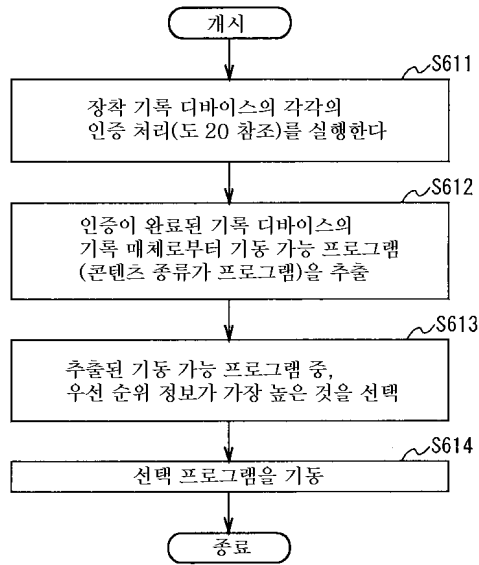 개시
S611
장착 기록 디바이스의 각각의
인증 처리(도 20 참조)를 실행한다
S612
인증이 완료된 기록 디바이스의
기록 매체로부터 기동 가능 프로그램
(콘텐츠 종류가 프로그램)을 추출
S613
추출된 기동 가능 프로그램 중,
우선 순위 정보가 가장 높은 것을 선택
S614
선택 프로그램을 기동
종료